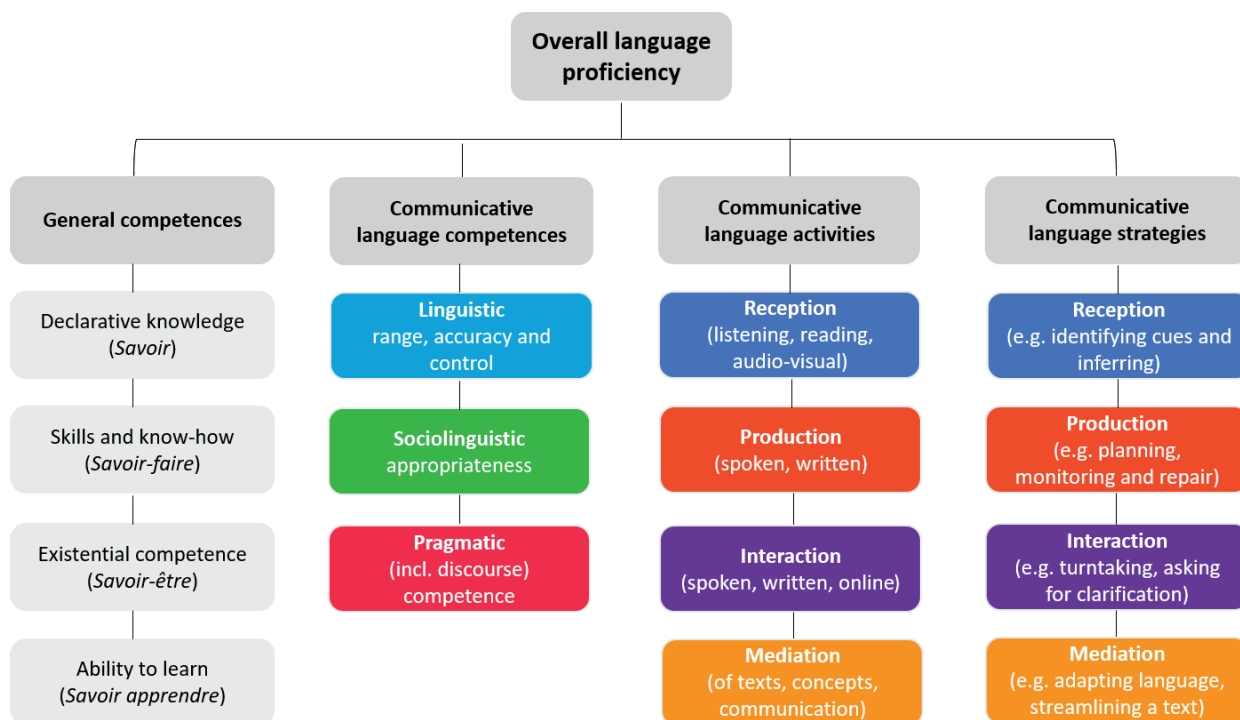 Overall language
proficiency
General competences
Declarative knowledge
(Savoir)
Skills and know-how
(Savoir-faire)
Existential competence
(Savoir-être)
Ability to learn
(Savoir apprendre)
Communicative
language competences
Linguistic
range, accuracy and
control
Sociolinguistic
appropriateness
Pragmatic
(incl. discourse)
competence
Communicative
language activities
Reception
(listening, reading,
audio-visual)
Production
(spoken, written)
Interaction
(spoken, written, online)
Mediation
(of texts, concepts,
communication)
Communicative
language strategies
Reception
(e.g. identifying cues and
inferring)
Production
(e.g. planning,
monitoring and repair)
Interaction
(e.g. turntaking, asking
for clarification)
Mediation
(e.g. adapting language,
streamlining a text)